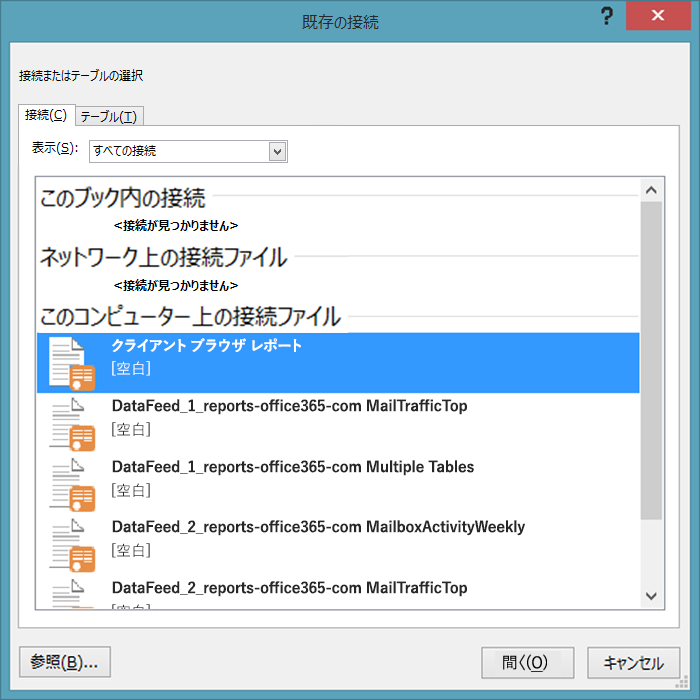 既存の接続
?
接続またはテーブルの選択
接続(C)
テーブル(T)
表示(S):
すべての接続
このブック内の接続
<接続が見つかりません>
ネットワーク上の接続ファイル
<接続が見つかりません>
このコンピューター上の接続ファイル
クライアント ブラウザ レポート
[空白]
DataFeed_1_reports-office365-com MailTrafficTop
[空白]
DataFeed_1_reports-office365-com Multiple Tables
[空白]
DataFeed_2_reports-office365-com MailboxActivityWeekly
[空白]
DataFeed_2_reports-office365-com MailTrafficTop
[空白]
参照(B)...
開く(O)
キャンセル